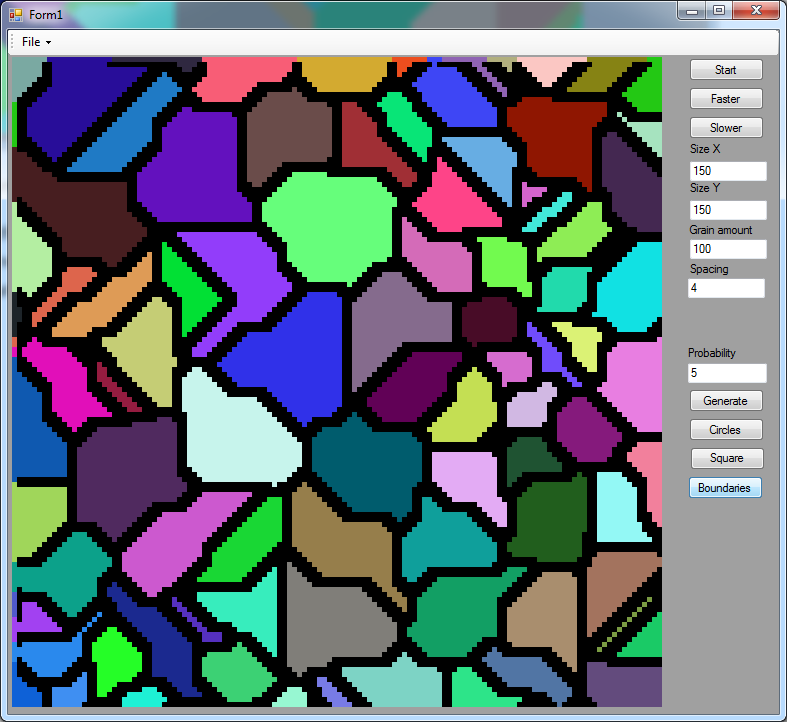 Form1
File
Start
Faster
Slower
Size X
150
Size Y
150
Grain amount
100
Spacing
4
Probability
5
Generate
Circles
Square
Boundaries